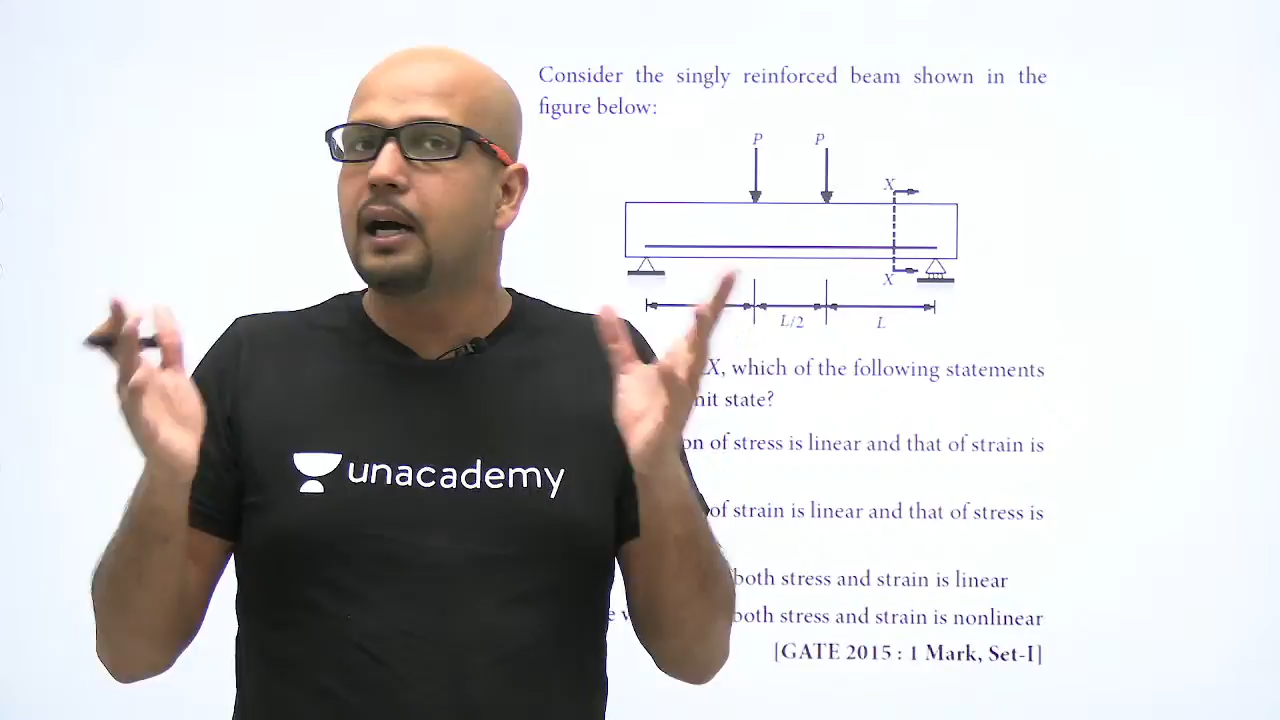 Consider the singly reinforced beam shown in the
figure below:
P P
X
X
L/2 L
X, which of the following statements
state?
of stress is linear and that of strain is
of strain is linear and that of stress is
both stress and strain is linear
both stress and strain is nonlinear
[GATE 2015 : 1 Mark, Set-I]
unacademy